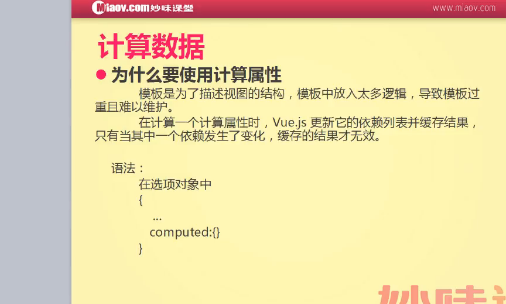 Miaov.com妙味课堂
www.miaov.com
计算数据
为什么要使用计算属性
模板是为了描述视图的结构，模板中放入太多逻辑，导致模板过
重且难以维护。
在计算一个计算属性时，Vue.js 更新它的依赖列表并缓存结果，
只有当其中一个依赖发生了变化，缓存的结果才无效。
语法：
在选项对象中
{
...
computed:{}
}